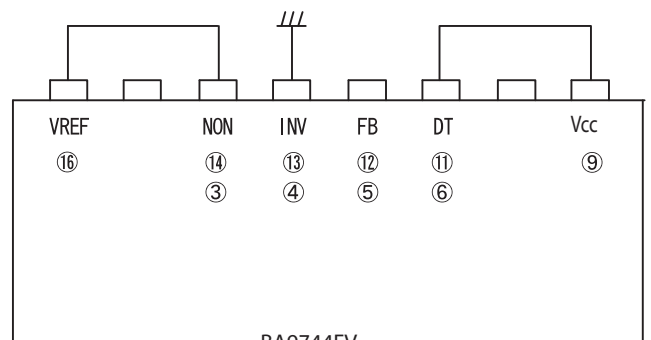 VREF NON INV FB DT Vcc
⑯ ⑭ ⑬ ⑫ ⑪ ⑨
③ ④ ⑤ ⑥